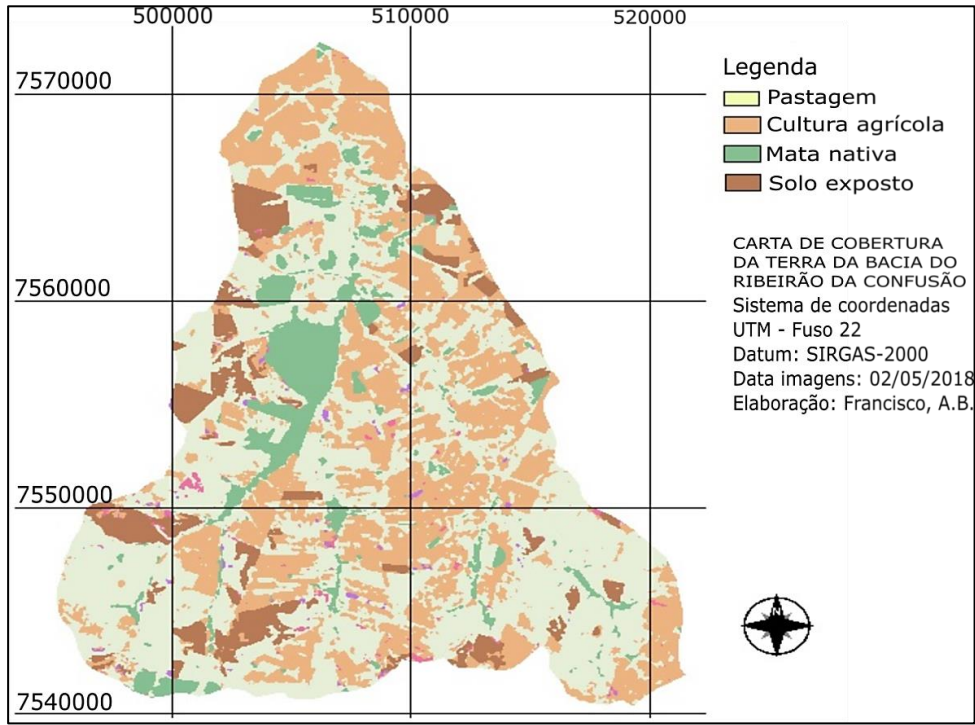 500000 510000 520000
7570000
7560000
7550000
7540000
Legenda
Pastagem
Cultura agrícola
Mata nativa
Solo exposto
CARTA DE COBERTURA
DA TERRA DA BACIA DO
RIBEIRÃO DA CONFUSÃO
Sistema de coordenadas
UTM - Fuso 22
Datum: SIRGAS-2000
Data imagens: 02/05/2018
Elaboração: Francisco, A.B.
N